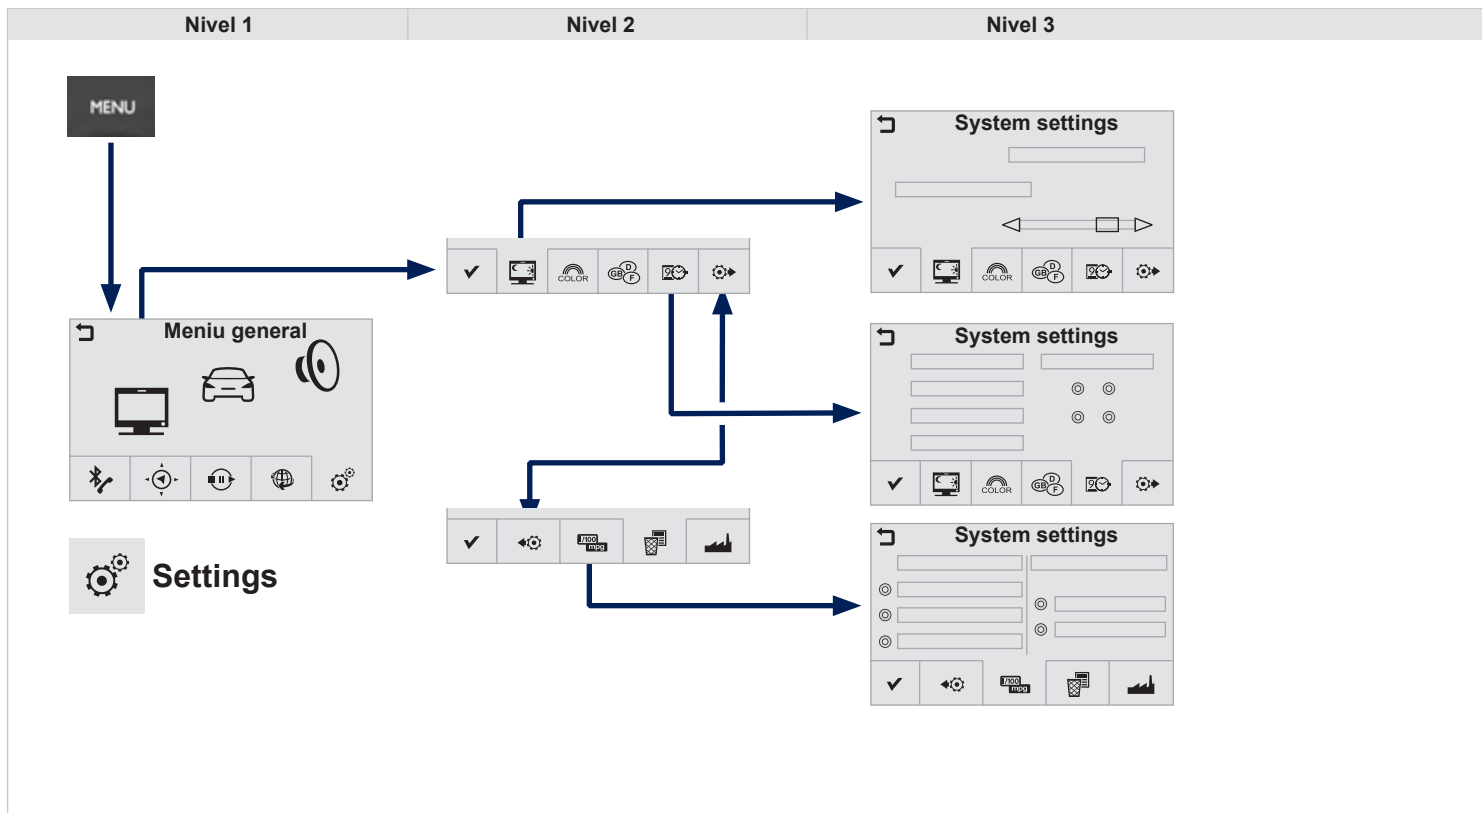 Nivel 1
Nivel 2
Nivel 3
MENU
System settings
COLOR
GB D F
COLOR
GB D F
Meniu general
System settings
COLOR
GB D F
Settings
/100
mpg
System settings
/100
mpg